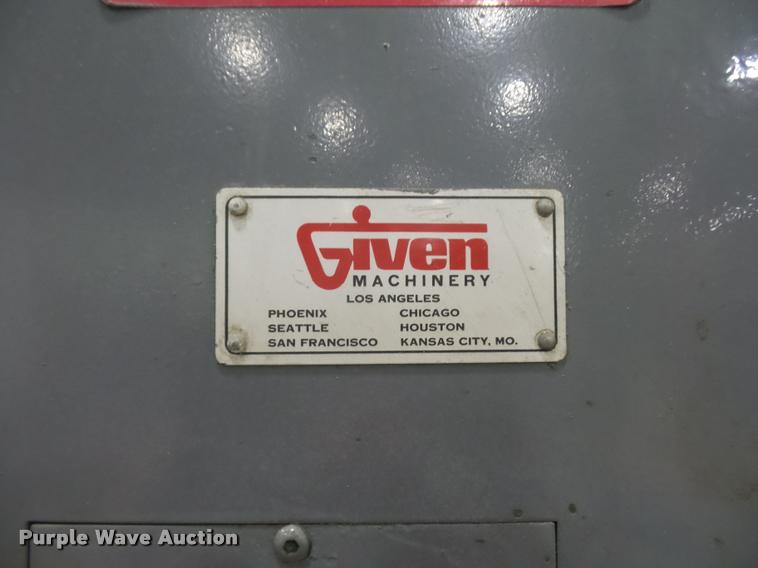 Given
MACHINERY
LOS ANGELES
PHOENIX CHICAGO
SEATTLE HOUSTON
SAN FRANCISCO KANSAS CITY, MO.
Purple Wave Auction